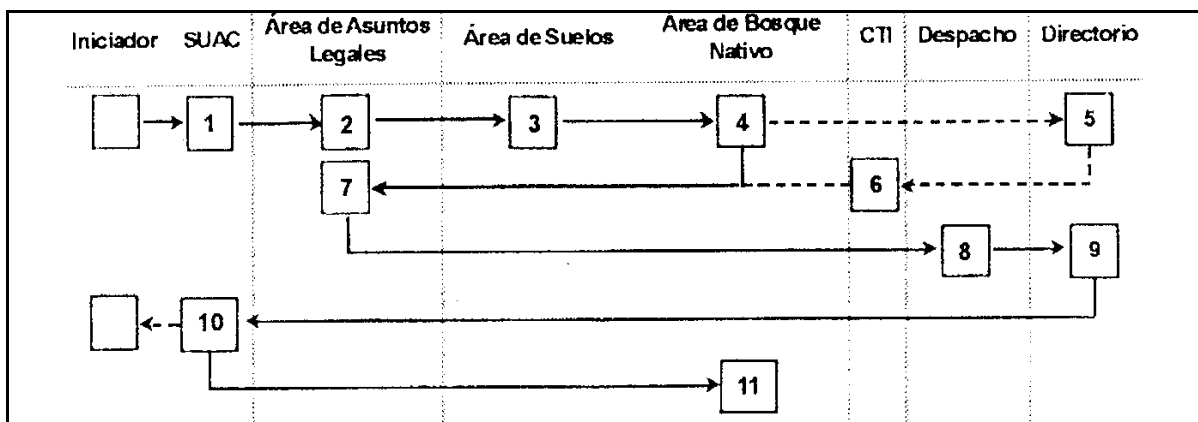 Iniciador SUAC Área de Asuntos Legales Área de Suelos Área de Bosque Nativo CTI Despacho Directorio
1 2 3 4 5
7 6
8 9
10
11